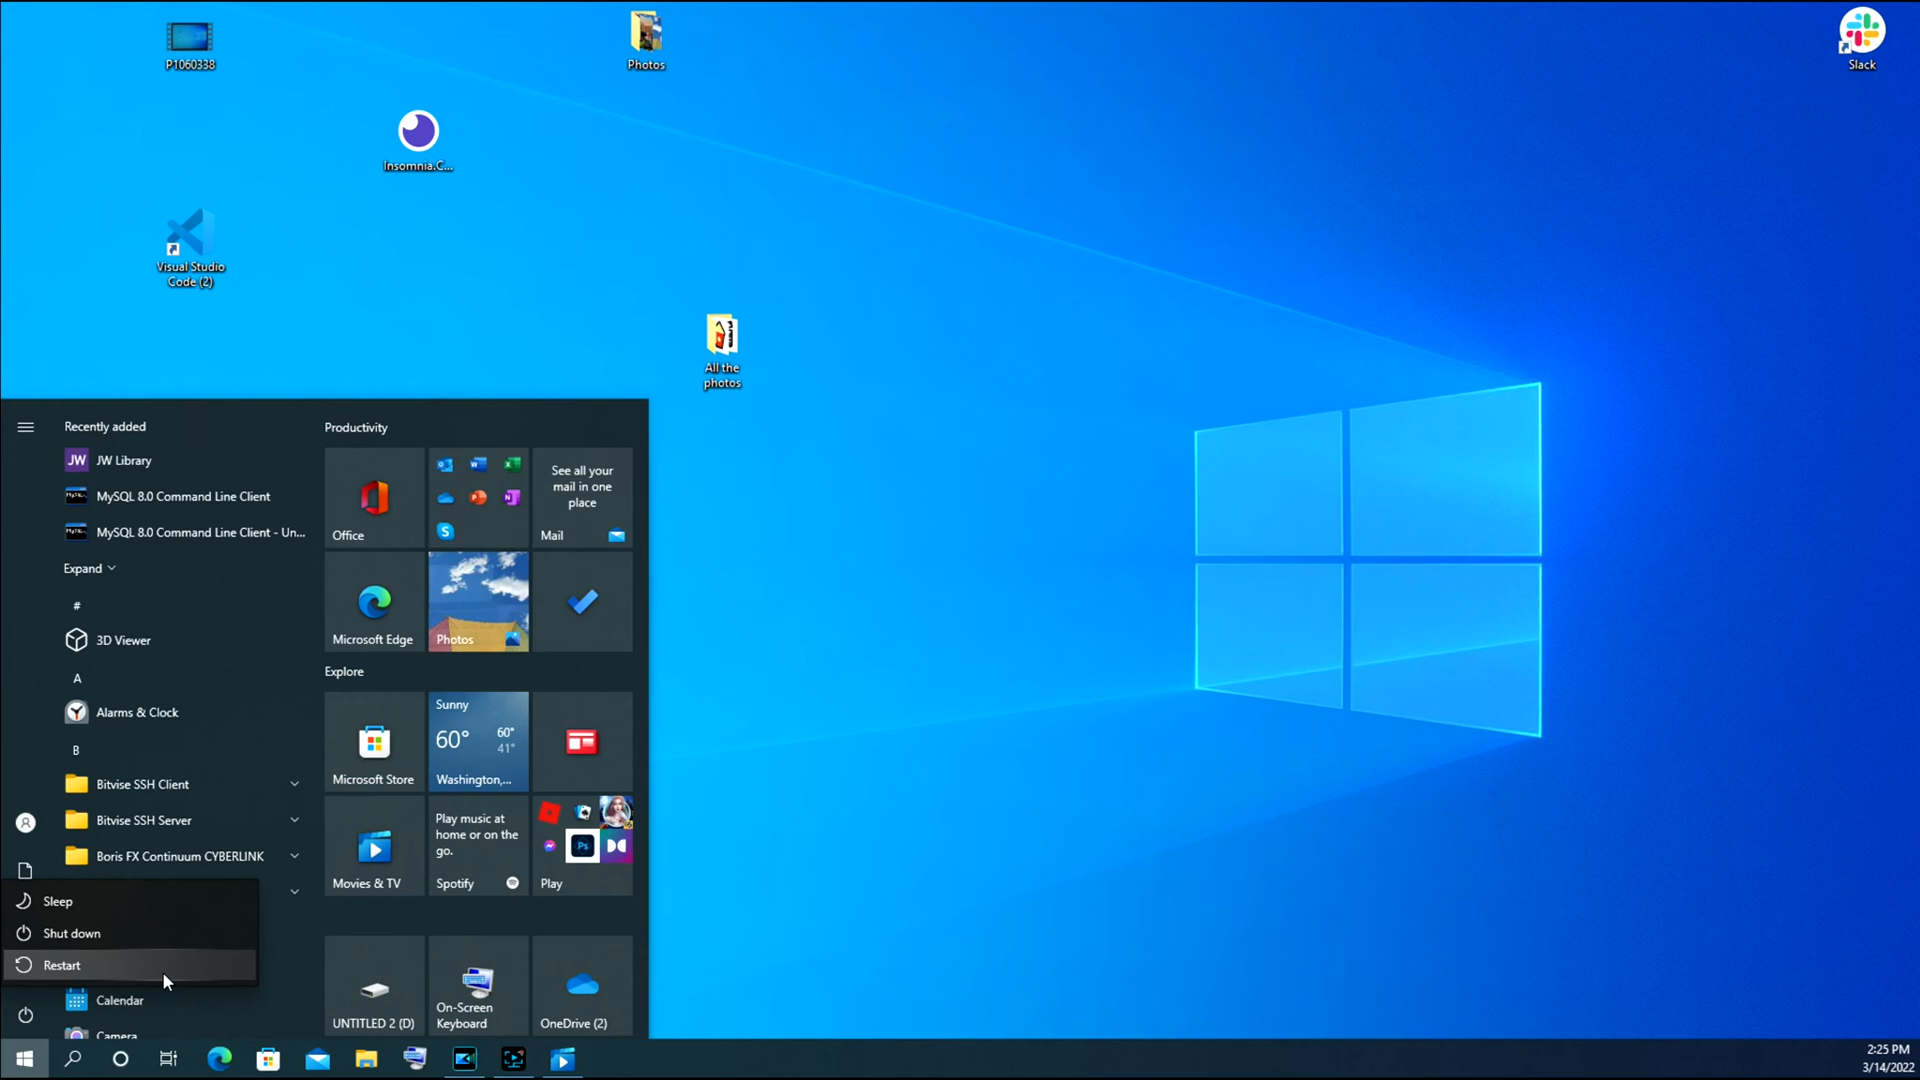 P1060338
Photos
Slack
Insomnia.C...
Visual Studio
Code (2)
All the
photos
Recently added
JW
JW Library
MySQL 8.0 Command Line Client
MySQL 8.0 Command Line Client - Un...
Expand
#
3D Viewer
A
Alarms & Clock
B
Bitvise SSH Client
Bitvise SSH Server
Boris FX Continuum CYBERLINK
Sleep
Shut down
Restart
Calendar
Camera
Productivity
Office
See all your
mail in one
place
Mail
Microsoft Edge
Photos
Explore
Microsoft Store
Sunny
60°
60°
41°
Washington,...
Movies & TV
Play music at
home or on the
go.
Spotify
Ps
Play
UNTITLED 2 (D)
On-Screen
Keyboard
OneDrive (2)
2:25 PM
3/14/2022